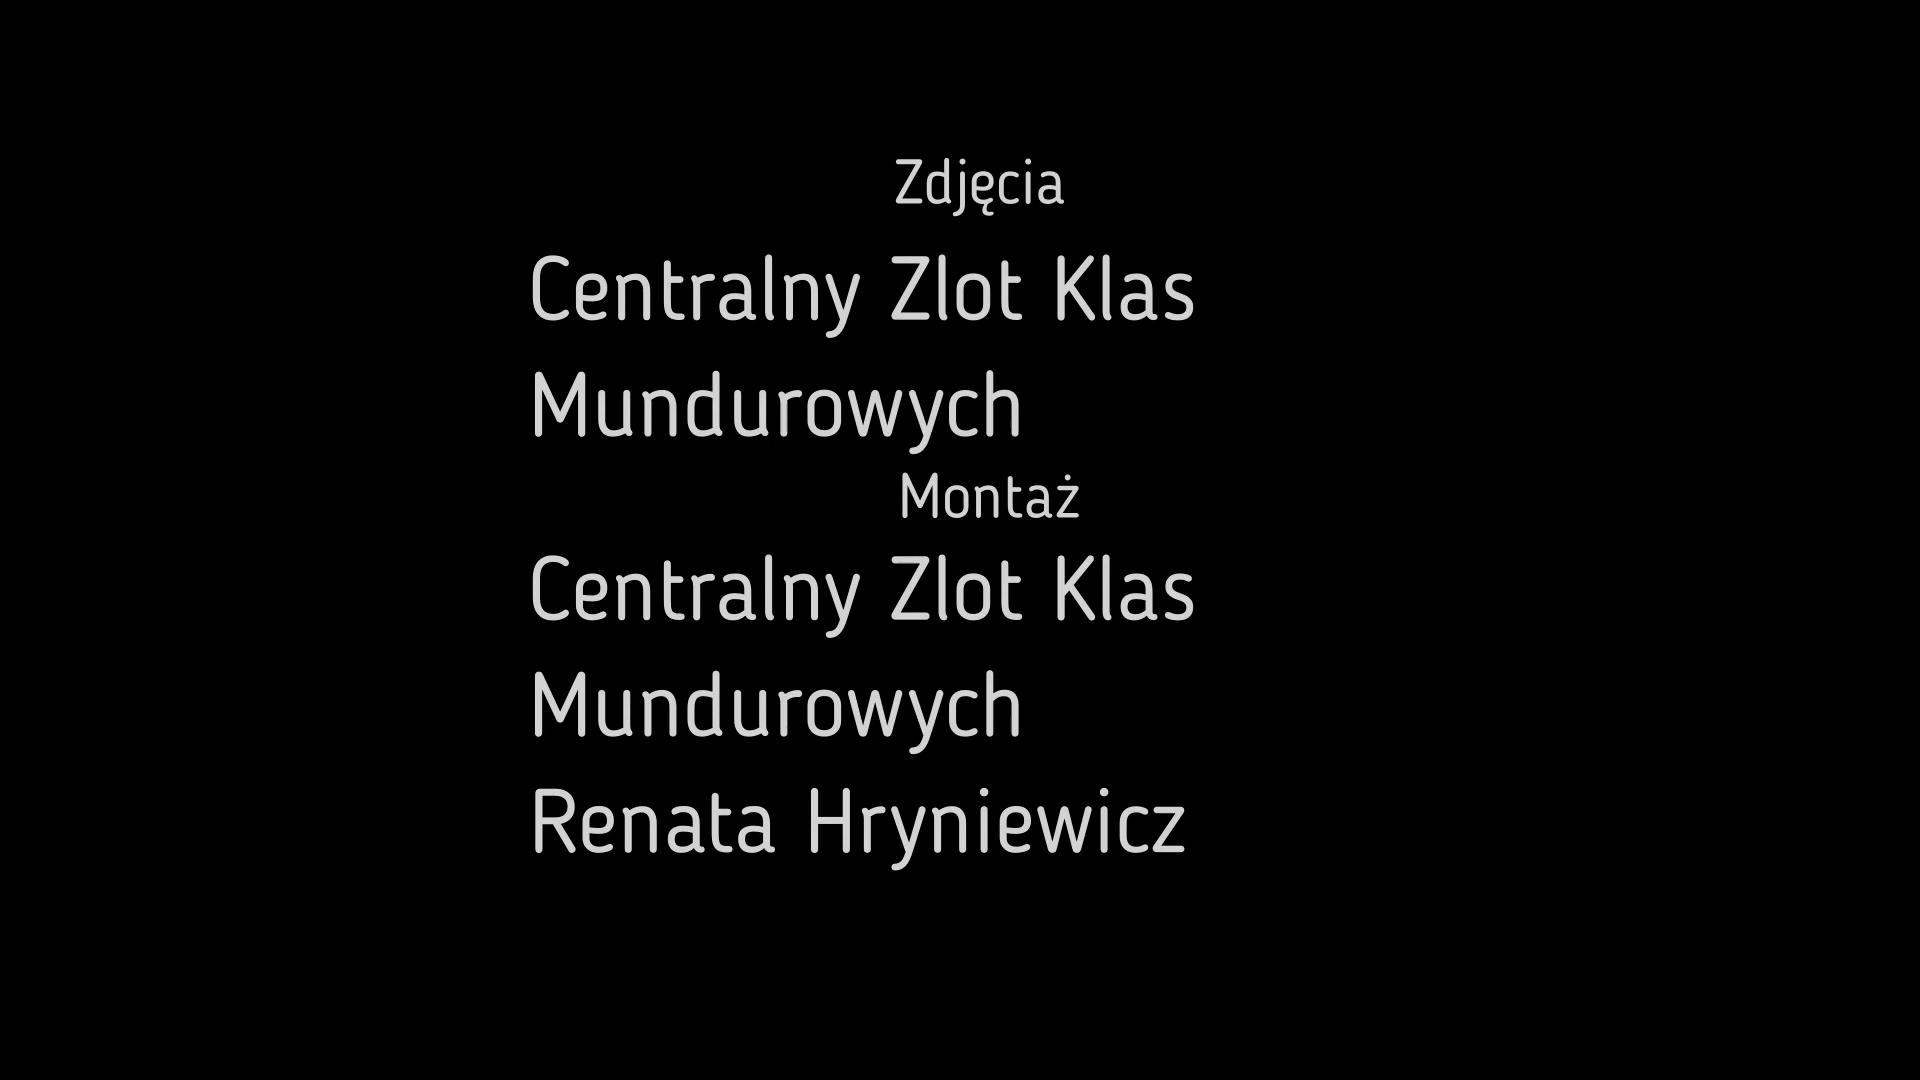 Zdjęcia
Centralny Zlot Klas
Mundurowych
Montaż
Centralny Zlot Klas
Mundurowych
Renata Hryniewicz